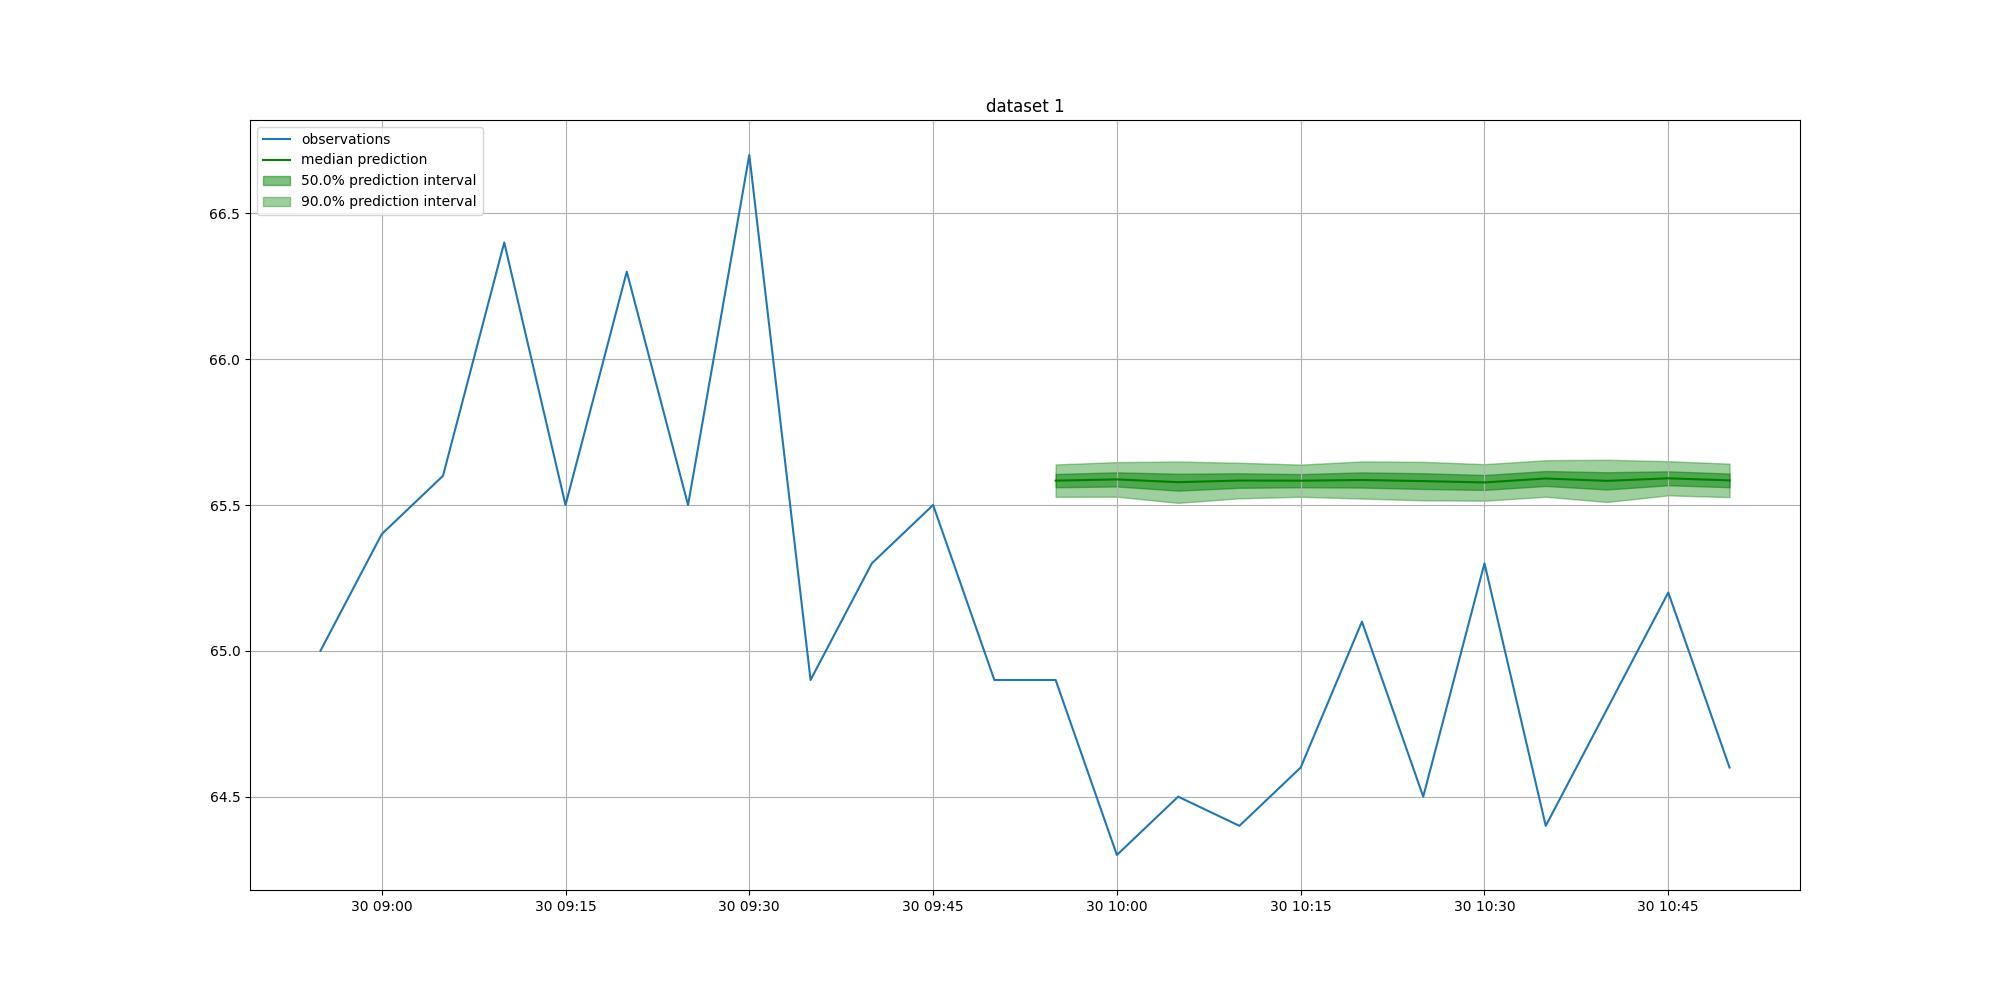 dataset 1
observations
median prediction
50.0% prediction interval
90.0% prediction interval
66.5
66.0
65.5
65.0
64.5
30 09:00
30 09:15
30 09:30
30 09:45
30 10:00
30 10:15
30 10:30
30 10:45